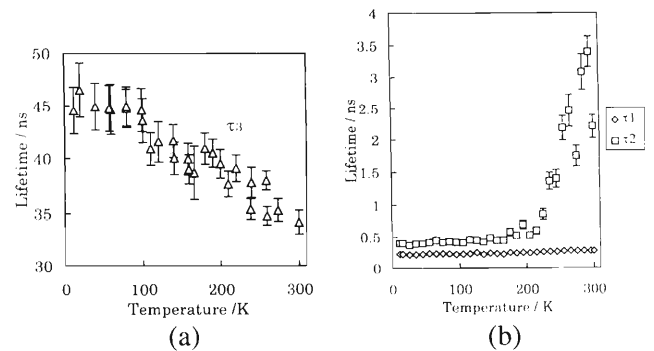 50
45
40
35
30
Lifetime / ns
τ3
0
100
200
300
Temperature /K
(a)
4
3.5
3
2.5
2
1.5
1
0.5
0
Lifetime / ns
0
100
200
300
Temperature / K
(b)
τ1
τ2